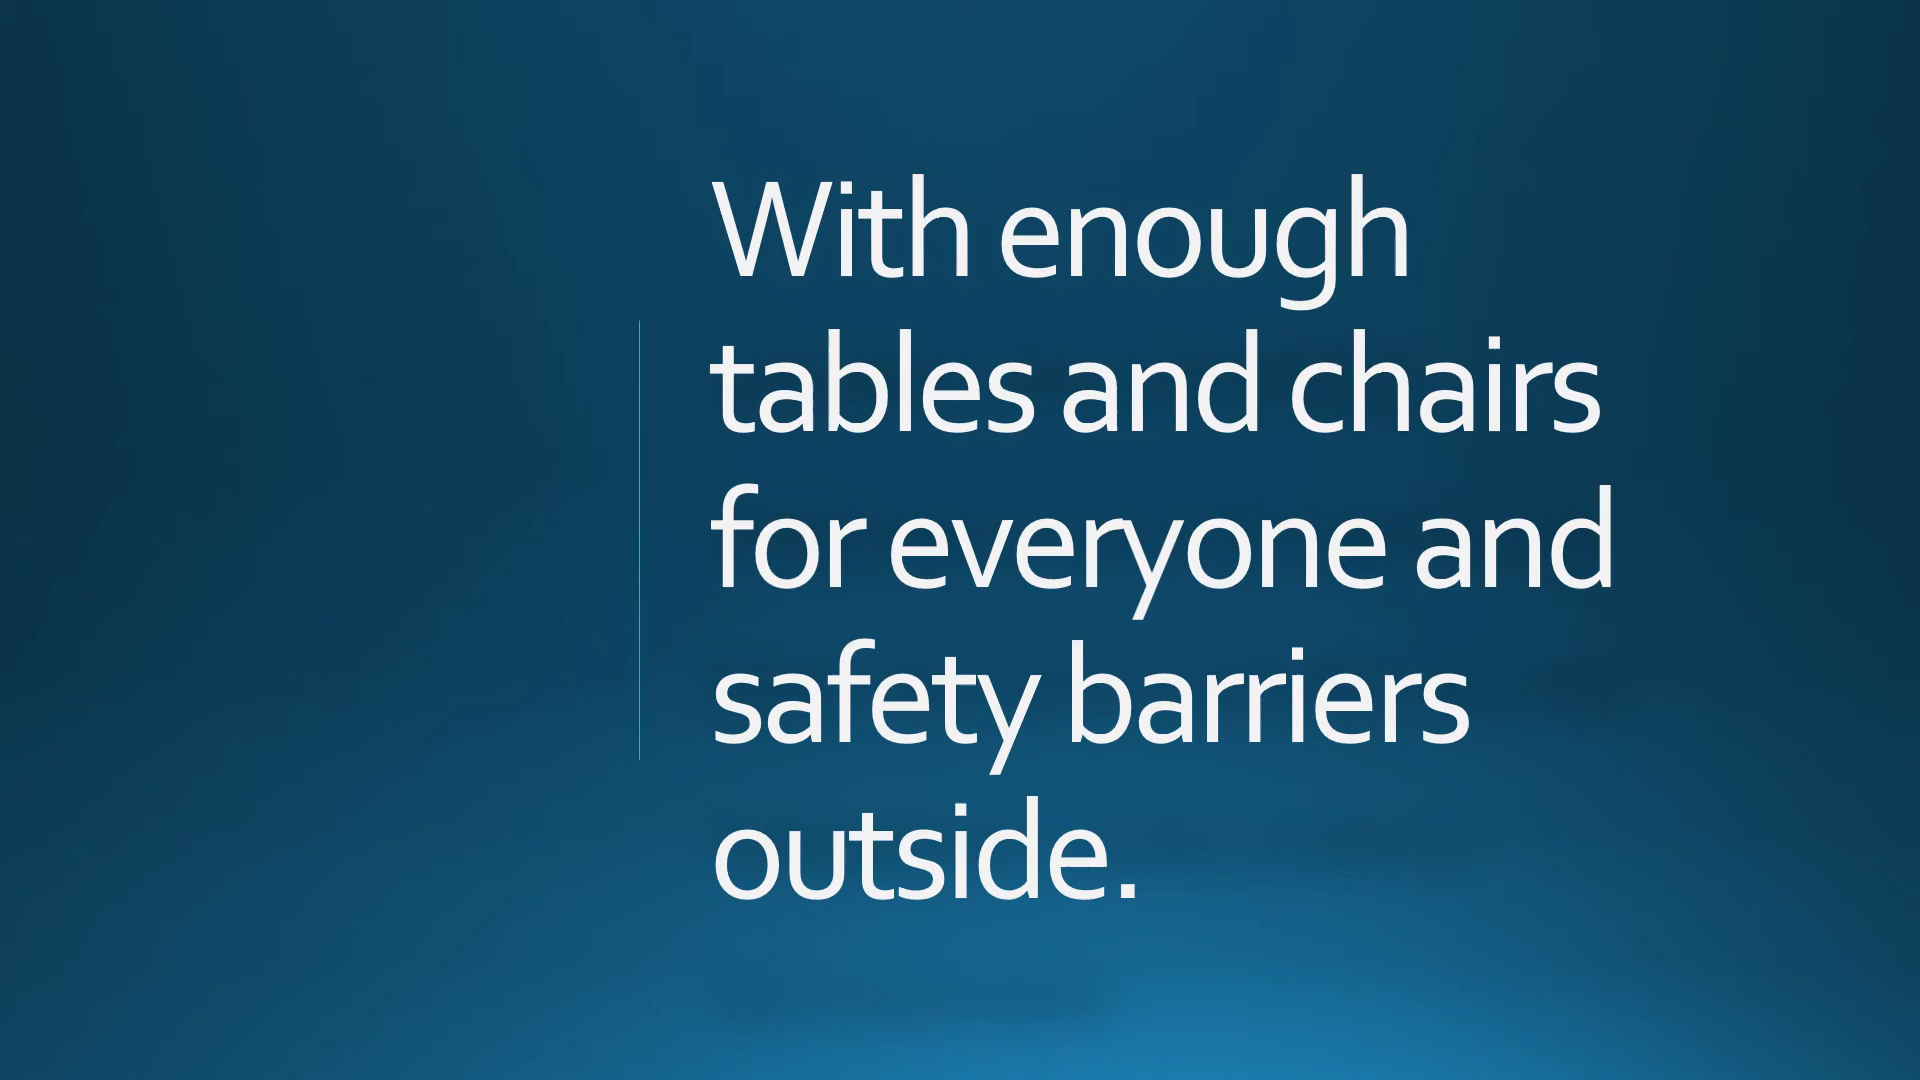 With enough
tables and chairs
for everyone and
safety barriers
outside.